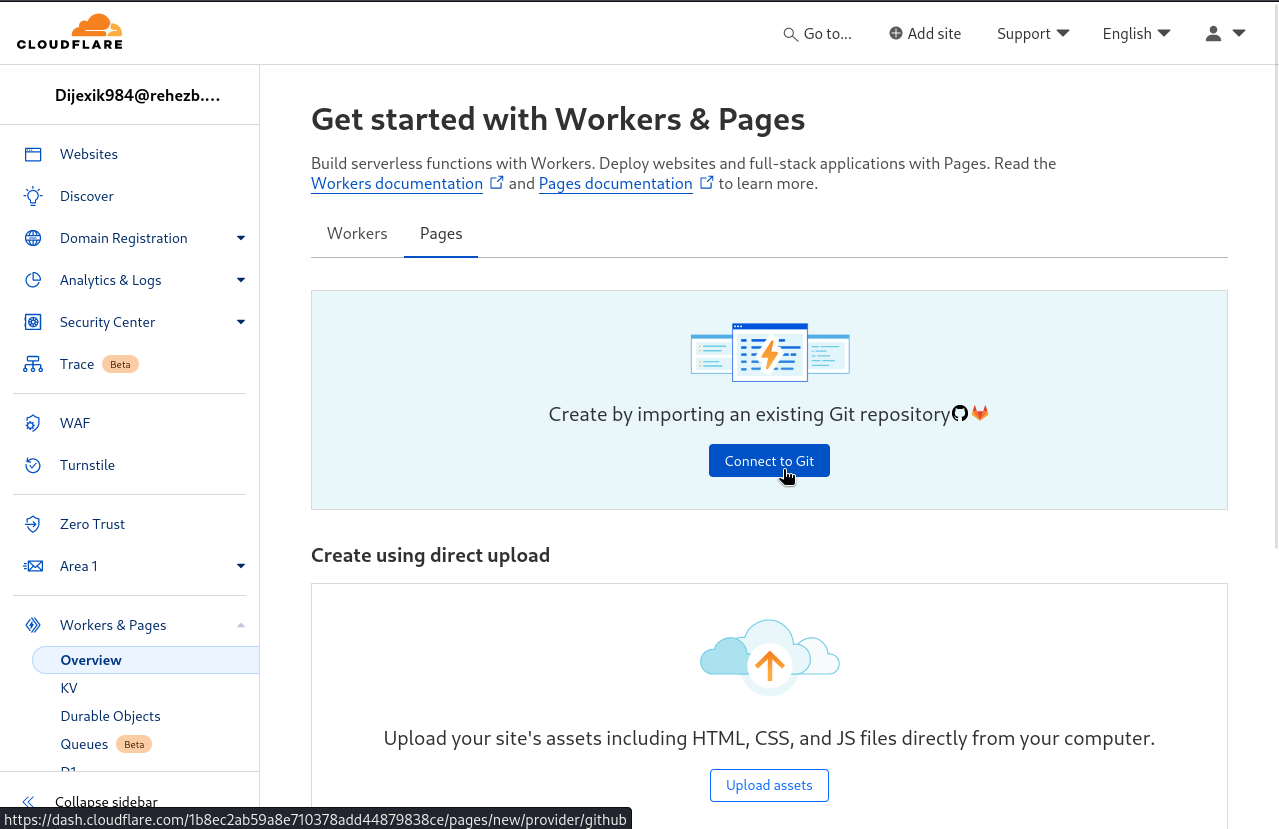 CLOUDFLARE
Go to...
Add site
Support
English
Dijexik984@rehezb....
Websites
Discover
Domain Registration
Analytics & Logs
Security Center
Trace Beta
WAF
Turnstile
Zero Trust
Area 1
Workers & Pages
Overview
KV
Durable Objects
Queues Beta
D1
Collapse sidebar
Get started with Workers & Pages
Build serverless functions with Workers. Deploy websites and full-stack applications with Pages. Read the
Workers documentation and Pages documentation to learn more.
Workers
Pages
Create by importing an existing Git repository
Connect to Git
Create using direct upload
Upload your site's assets including HTML, CSS, and JS files directly from your computer.
Upload assets
https://dash.cloudflare.com/1b8ec2ab59a8e710378add44879838ce/pages/new/provider/github